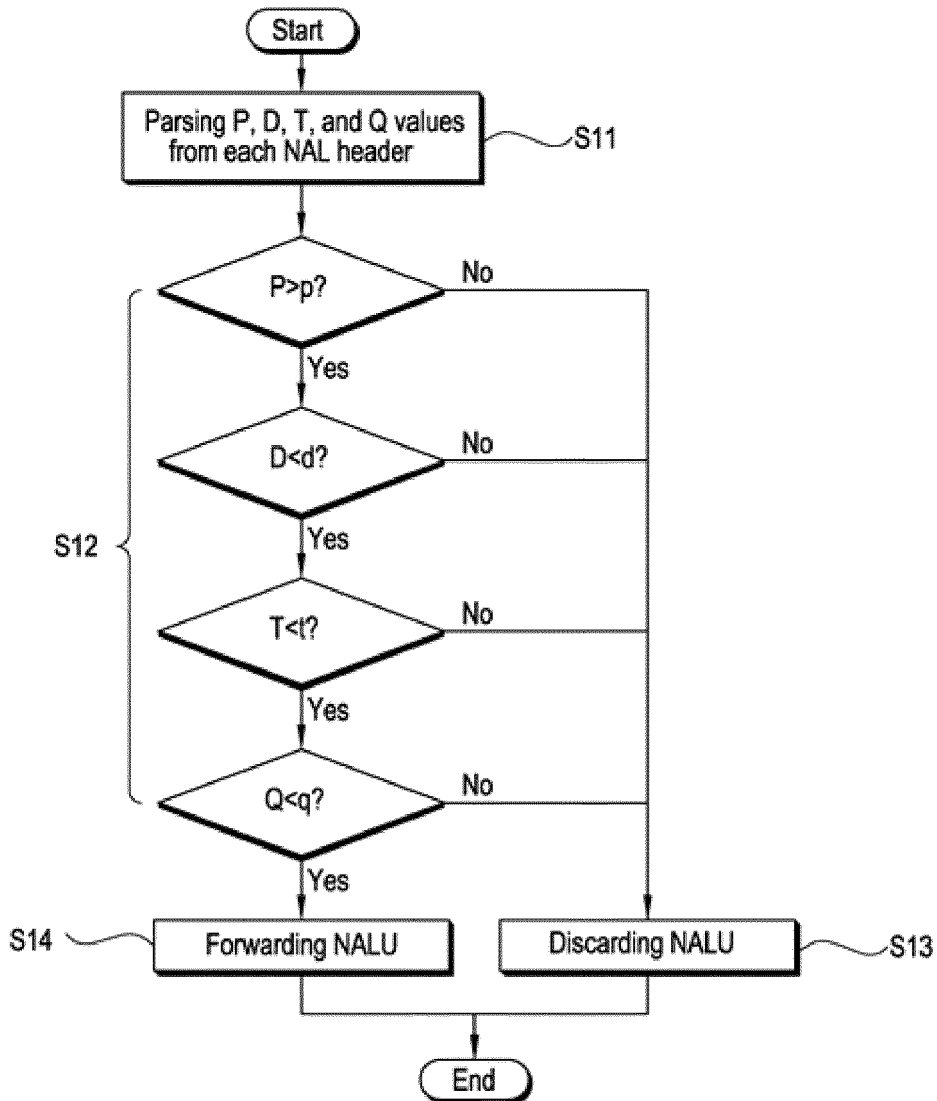 Start
Parsing P, D, T, and Q values
from each NAL header
S11
P>p?
No
Yes
D<d?
No
Yes
S12
T<t?
No
Yes
Q<q?
No
Yes
S14
Forwarding NALU
Discarding NALU
S13
End